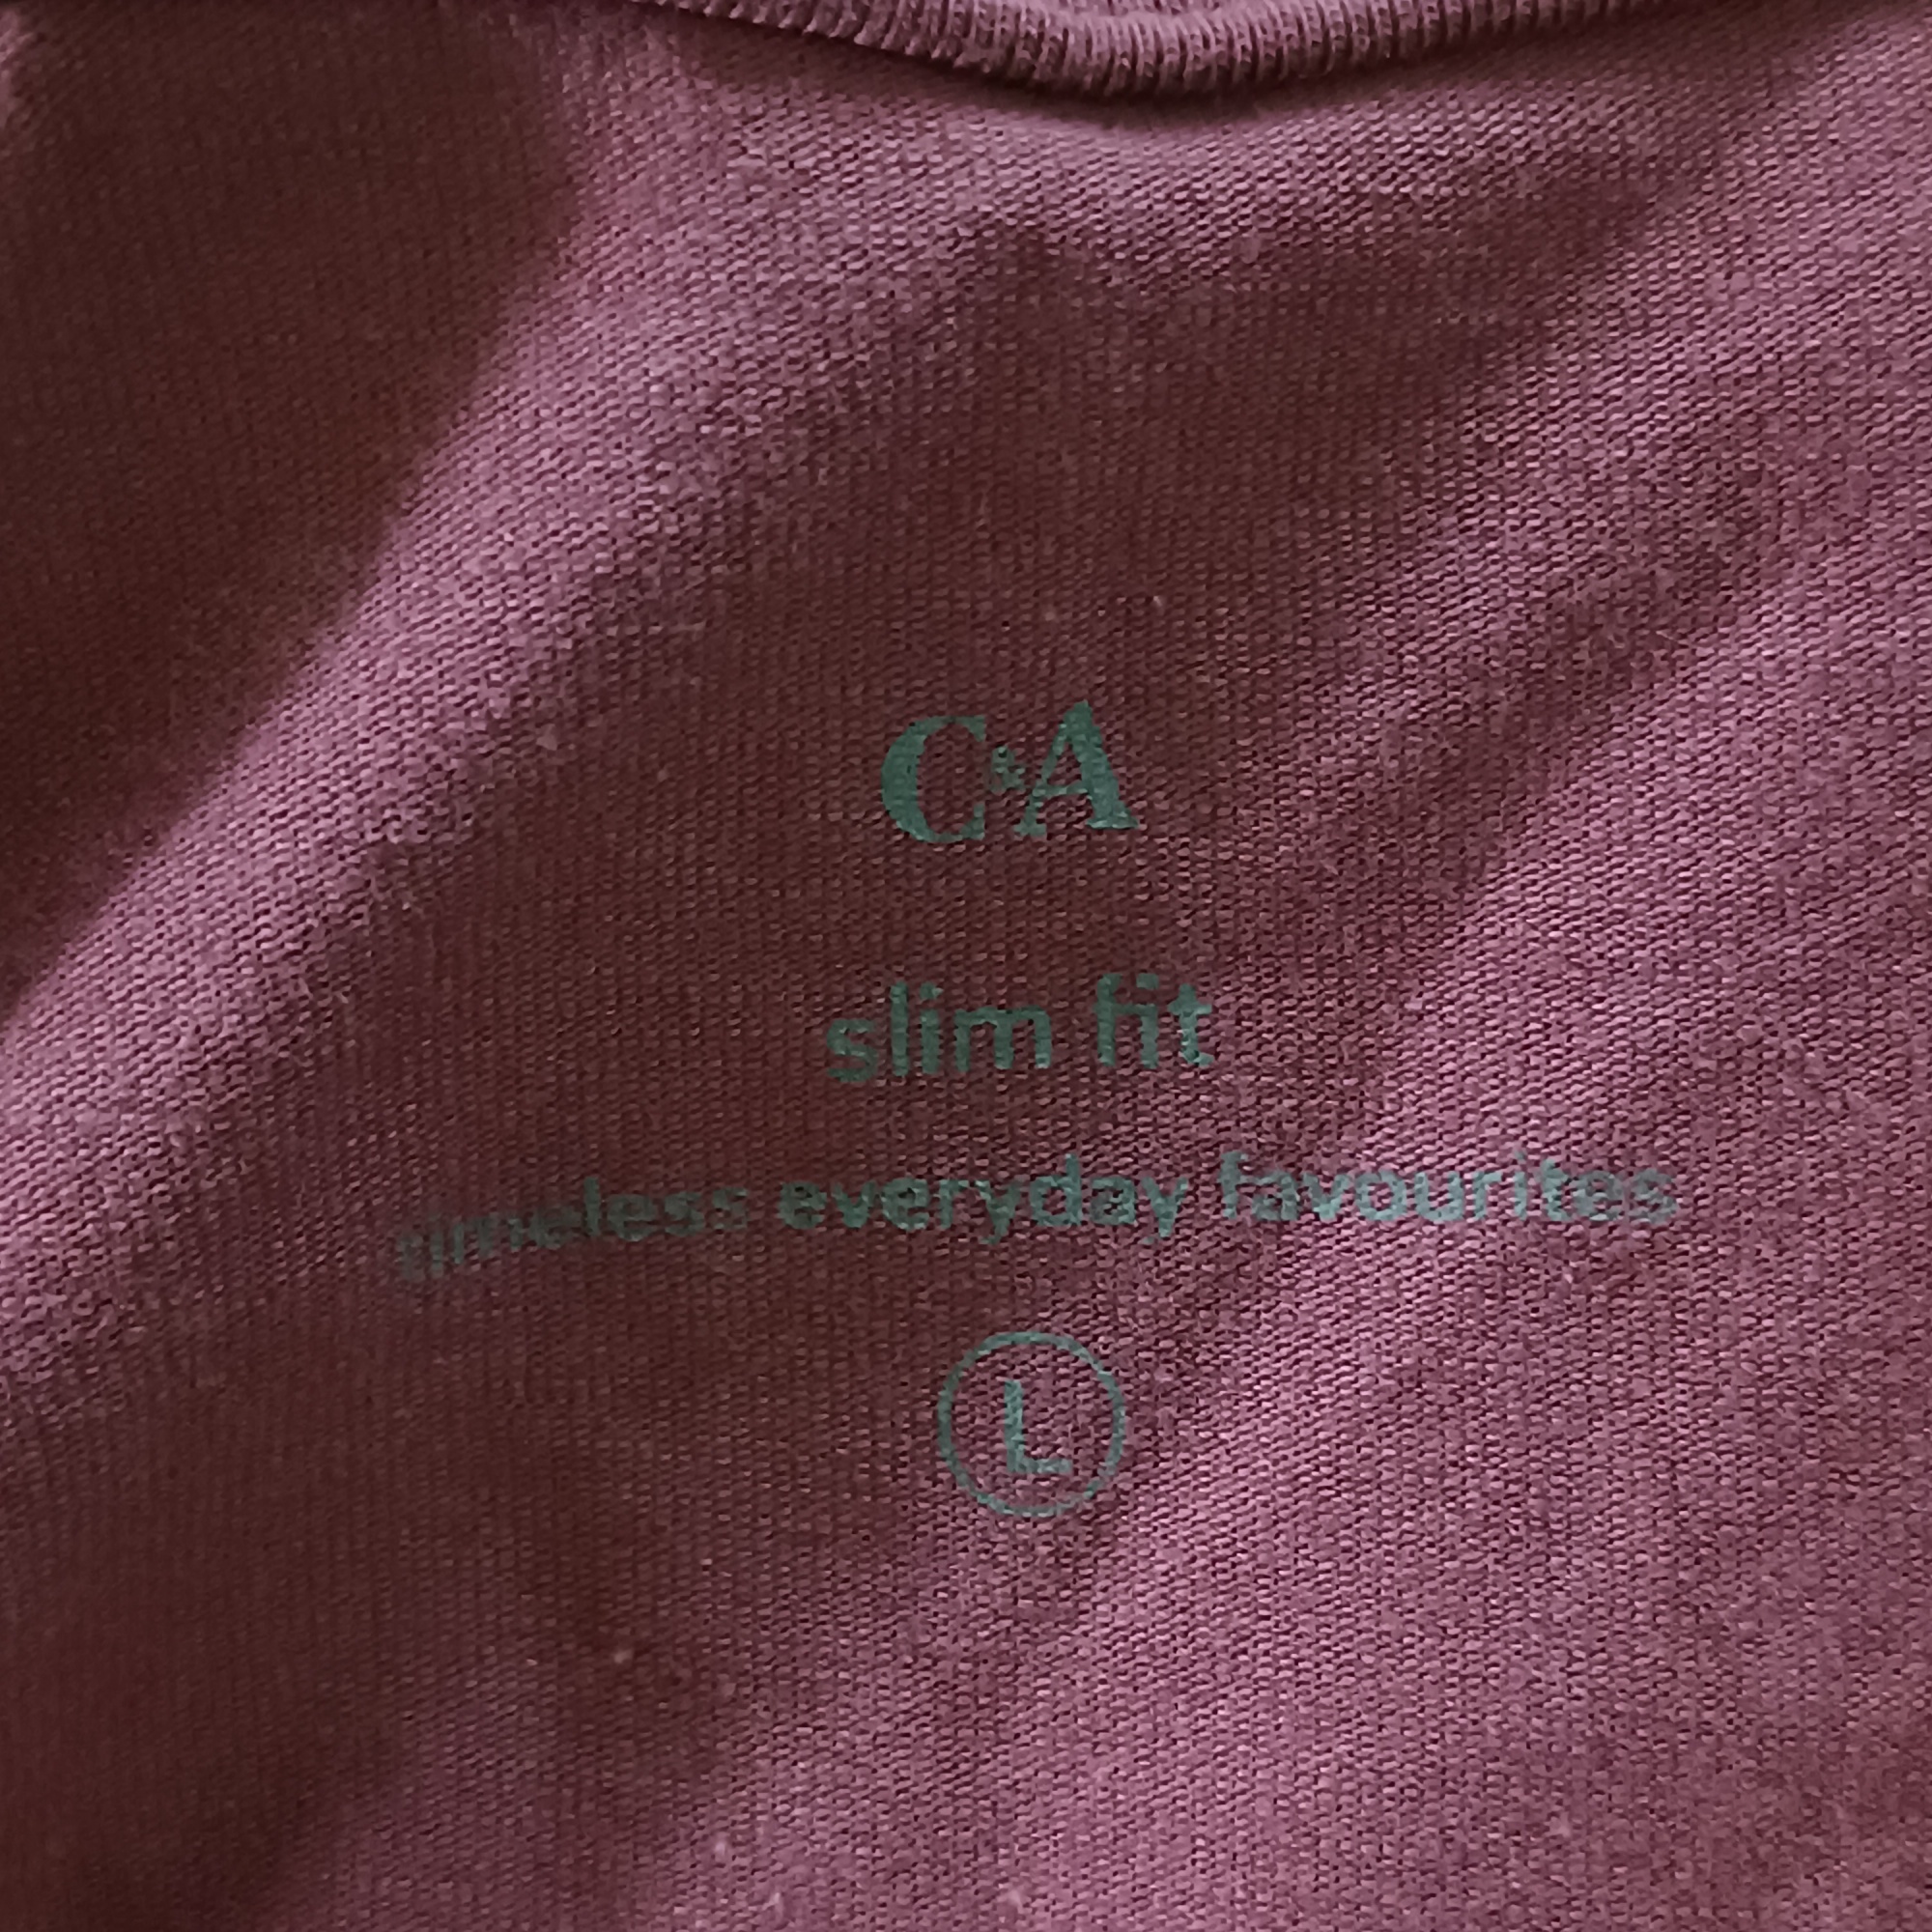 C&A
slim fit
timeless everyday favourites
L